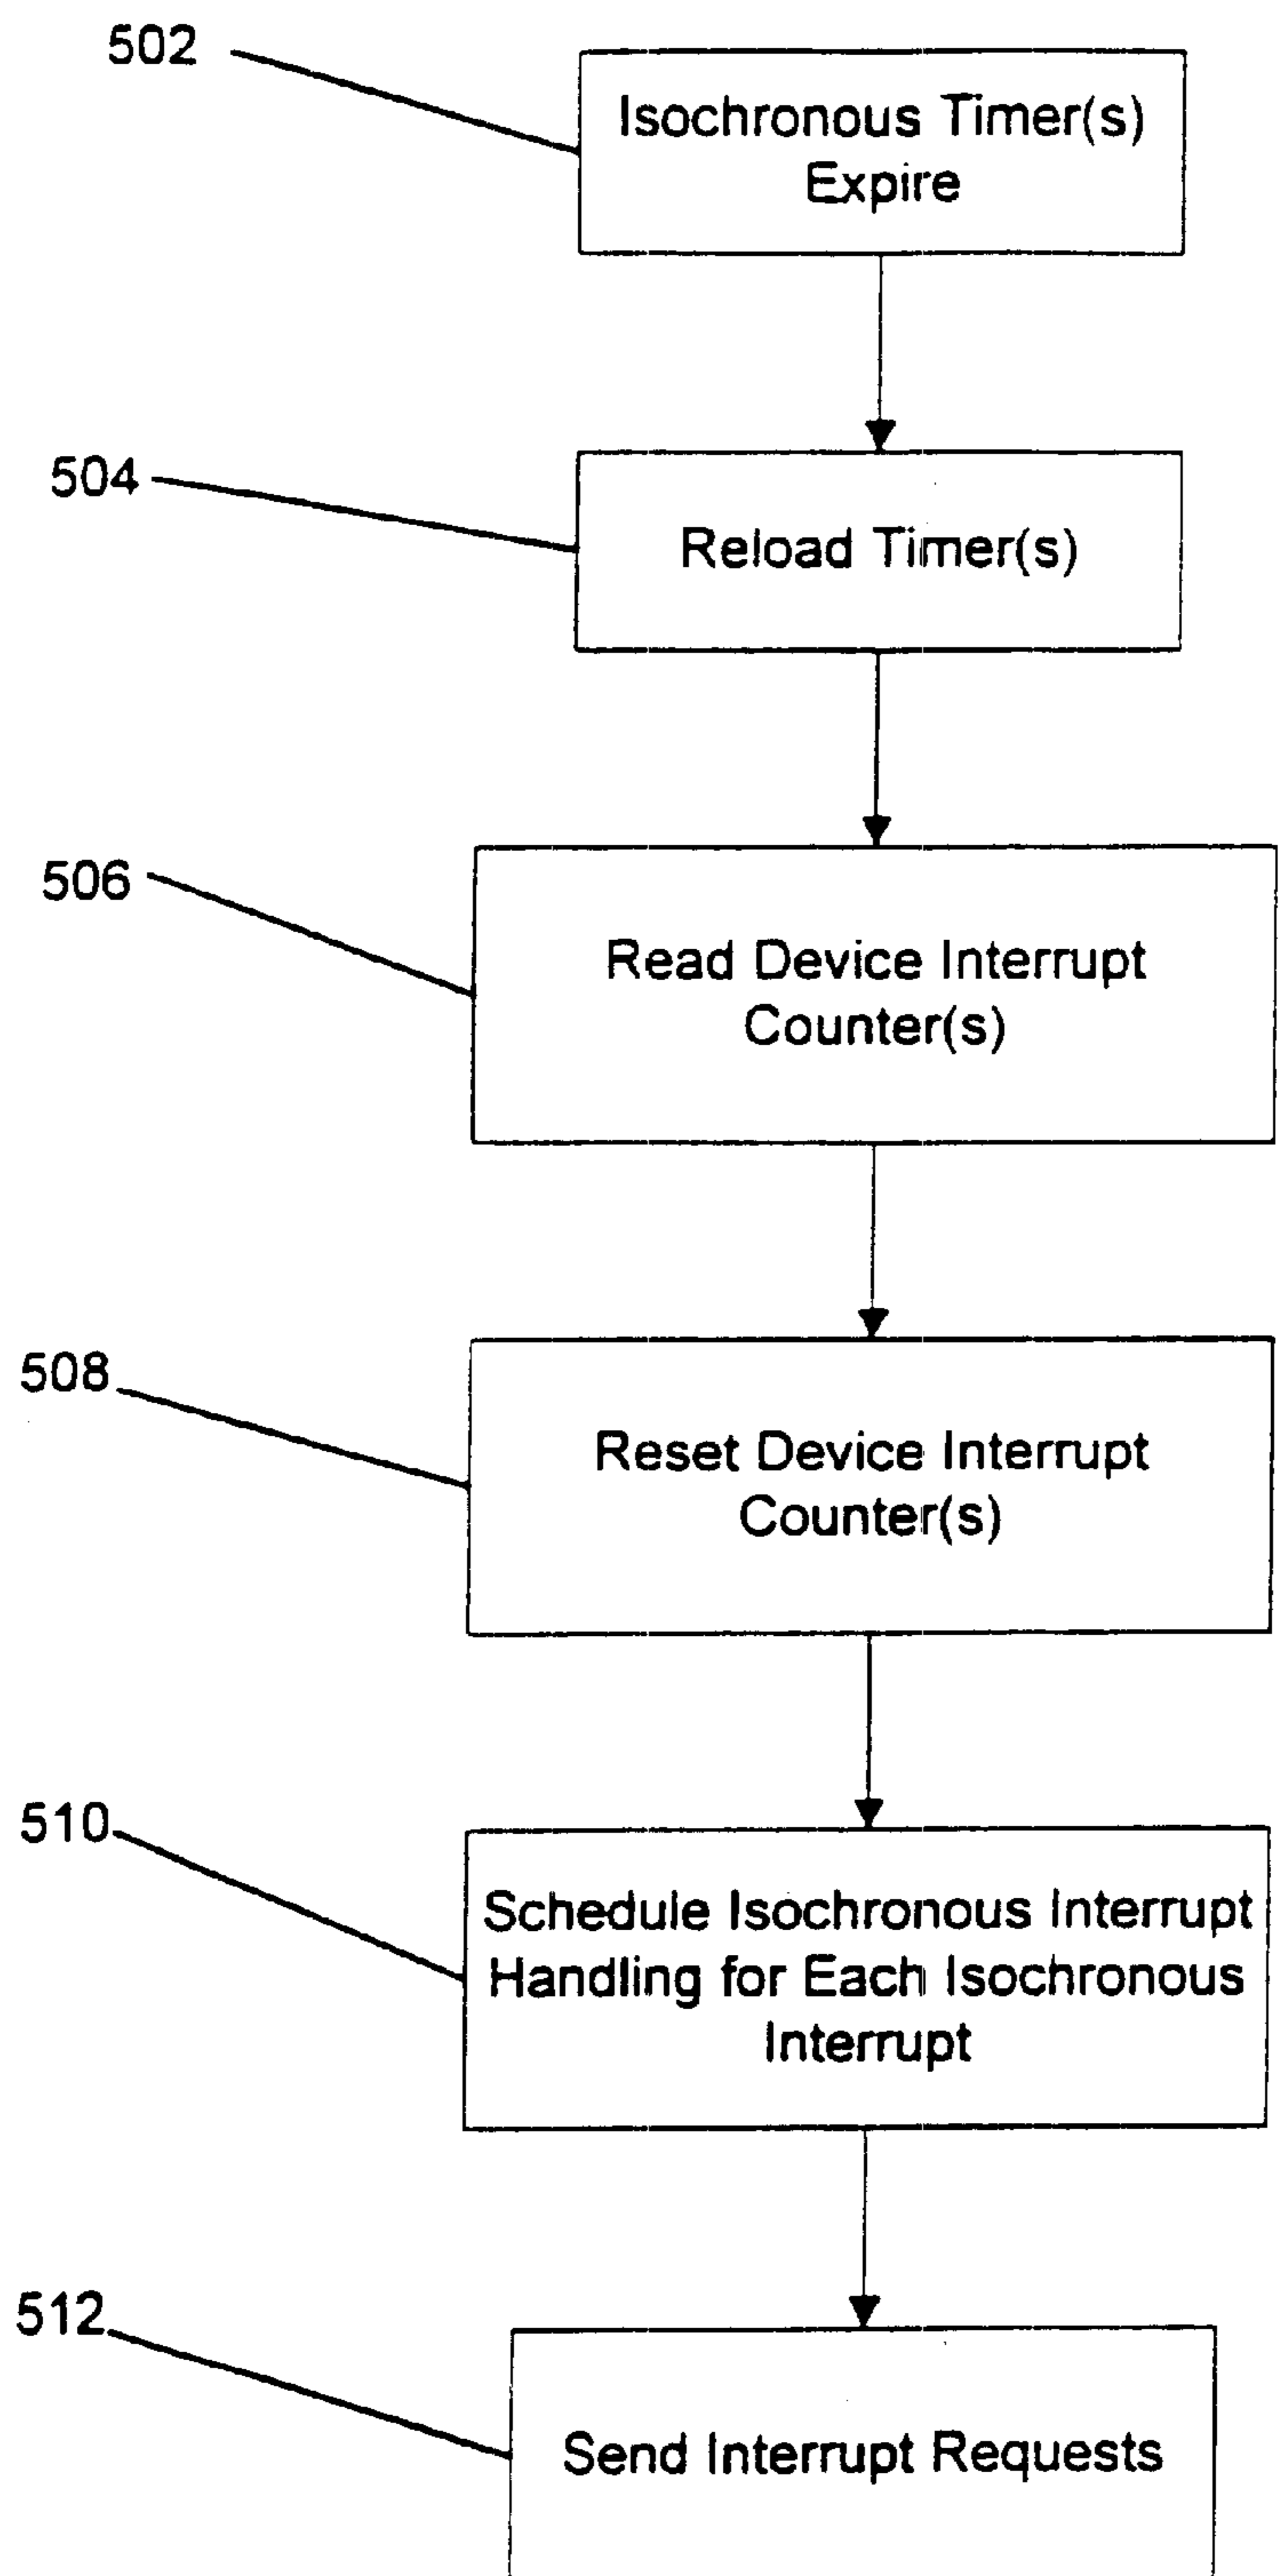 502
Isochronous Timer(s)
Expire
504
Reload Timer(s)
506
Read Device Interrupt
Counter(s)
508
Reset Device Interrupt
Counter(s)
510
Schedule Isochronous Interrupt
Handling for Each Isochronous
Interrupt
512
Send Interrupt Requests